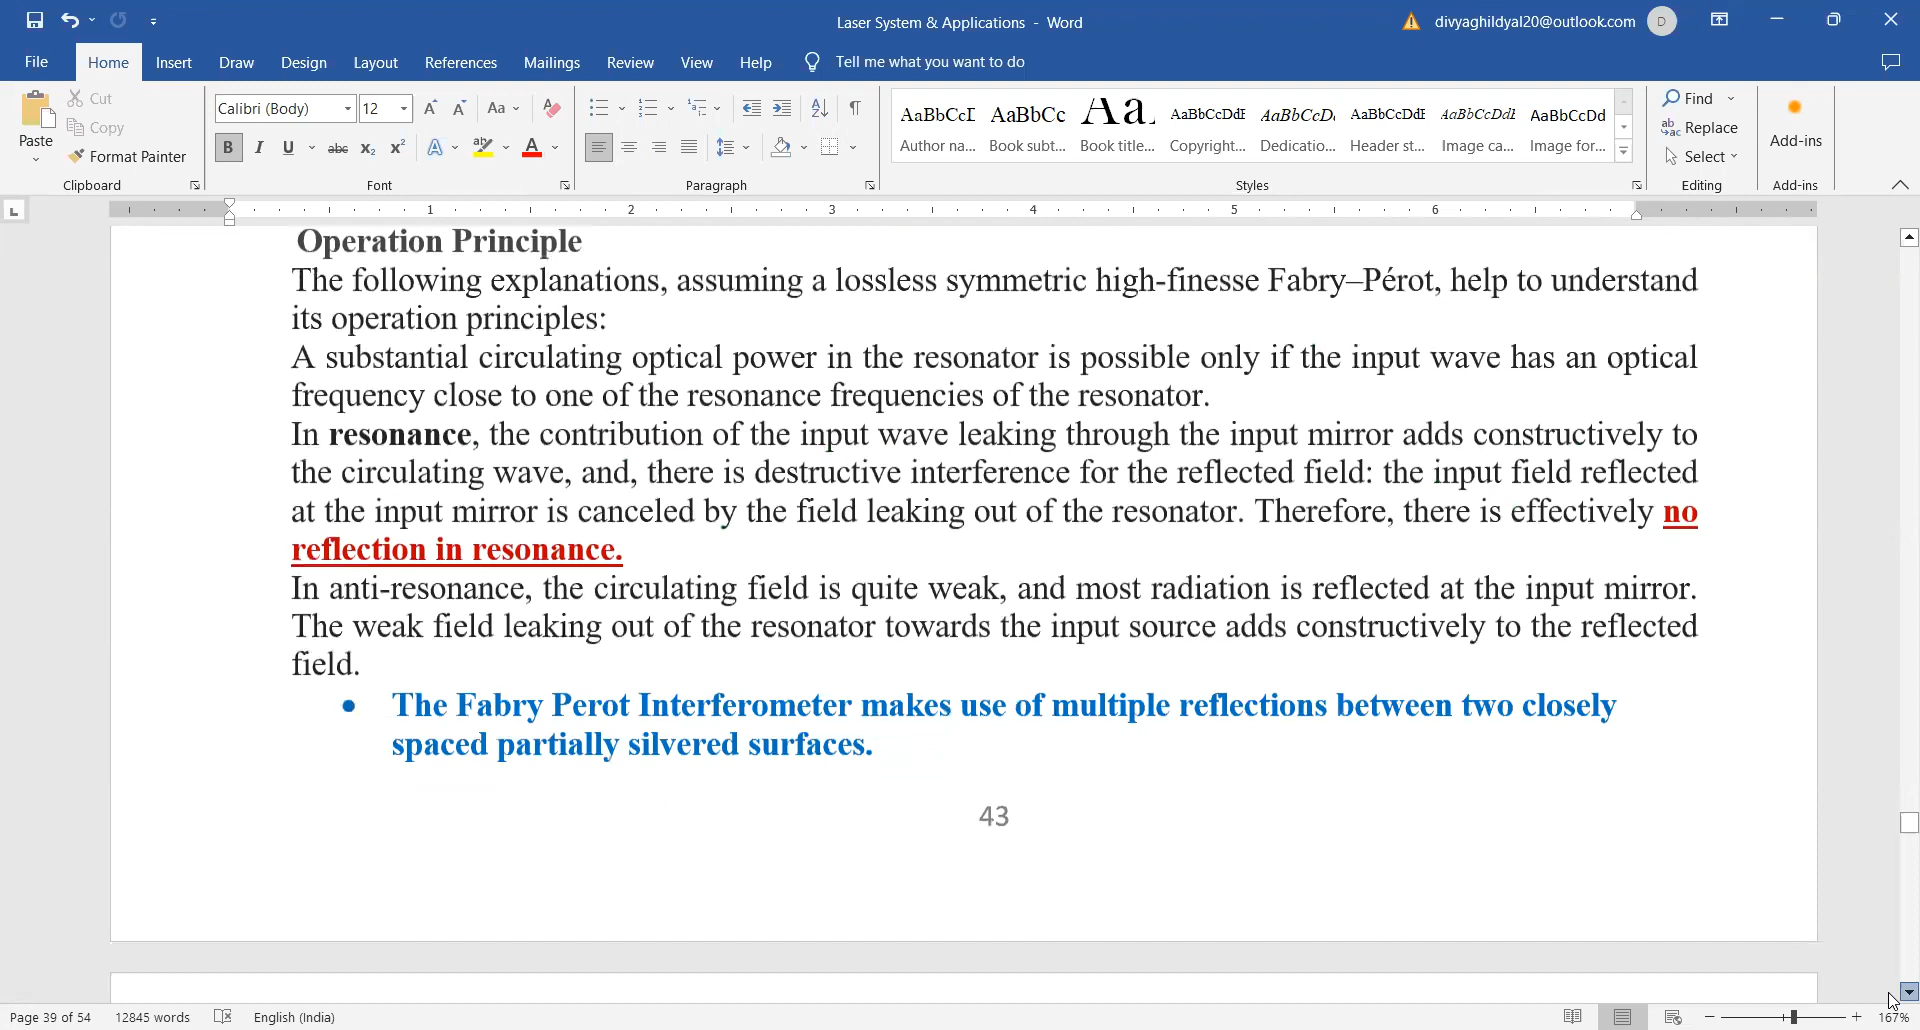 Laser System & Applications - Word
divyaghildyal20@outlook.com
D
File Home Insert Draw Design Layout References Mailings Review View Help Tell me what you want to do
Paste
Cut
Copy
Format Painter
Clipboard
Calibri (Body) 12
Font
Paragraph
AaBbCcI AaBbCc Aa. AaBbCcDdE AaBbCcD AaBbCcDdE AaBbCcDdE AaBbCcDd
Author na... Book subt... Book title... Copyright... Dedicatio... Header st... Image ca... Image for...
Styles
Find
Replace
Select
Editing
Add-ins
Add-ins
1 2 3 4 5 6
Operation Principle
The following explanations, assuming a lossless symmetric high-finesse Fabry–Pérot, help to understand
its operation principles:
A substantial circulating optical power in the resonator is possible only if the input wave has an optical
frequency close to one of the resonance frequencies of the resonator.
In resonance, the contribution of the input wave leaking through the input mirror adds constructively to
the circulating wave, and, there is destructive interference for the reflected field: the input field reflected
at the input mirror is canceled by the field leaking out of the resonator. Therefore, there is effectively no
reflection in resonance.
In anti-resonance, the circulating field is quite weak, and most radiation is reflected at the input mirror.
The weak field leaking out of the resonator towards the input source adds constructively to the reflected
field.
• The Fabry Perot Interferometer makes use of multiple reflections between two closely
spaced partially silvered surfaces.
43
Page 39 of 54 12845 words English (India) 167%